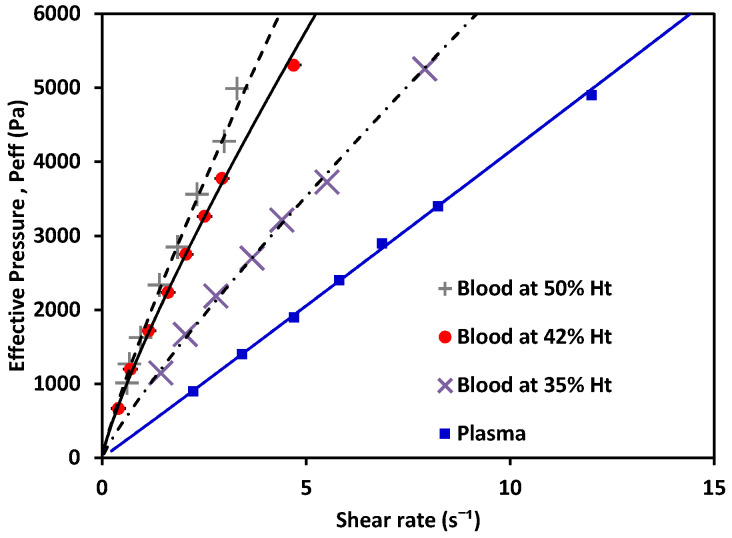 6000
5000
4000
3000
2000
1000
0
0
5
10
15
Effective Pressure , Peff (Pa)
Shear rate (s⁻¹)
Blood at 50% Ht
Blood at 42% Ht
Blood at 35% Ht
Plasma